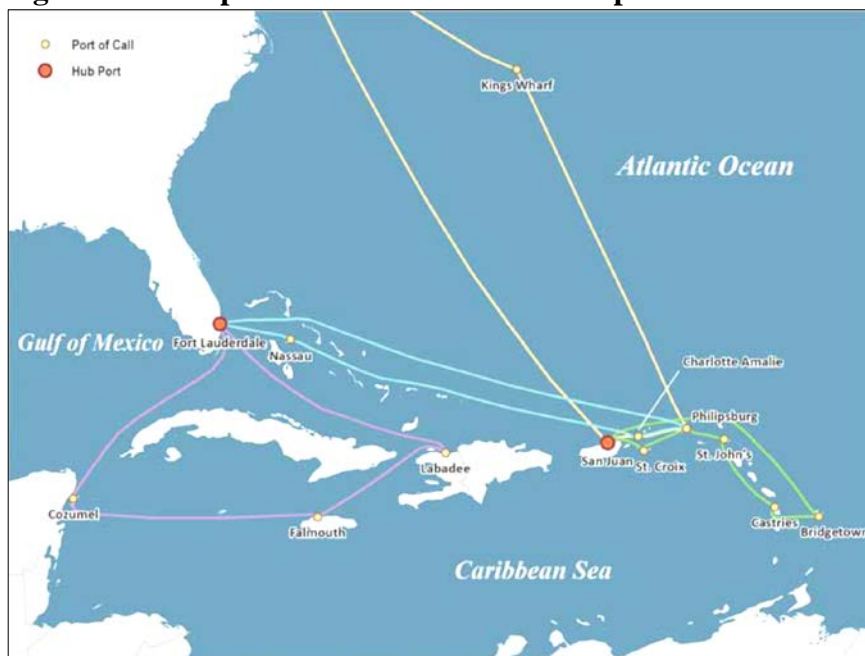 Port of Call
Hub Port
Kings Wharf
Atlantic Ocean
Gulf of Mexico
Fort Lauderdale
Nassau
Charlotte Amalie
Philipsburg
San Juan
St. Croix
St. John's
Labadee
Cozumel
Falmouth
Castries
Bridgetown
Caribbean Sea